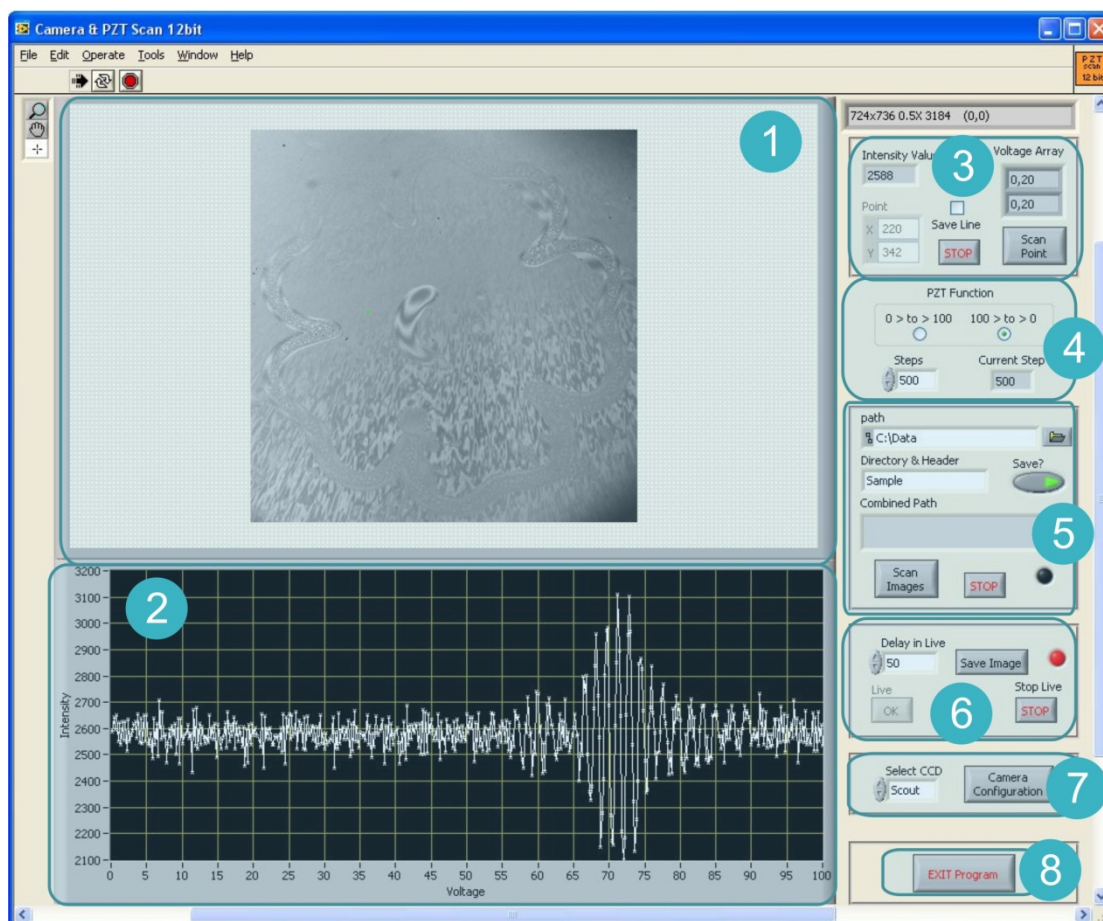 Camera & PZT Scan 12bit
File Edit Operate Tools Window Help
PZT
scan
12 bit
724x736 0.5X 3184 (0,0)
1
3
Voltage Array
2588
0,20
0,20
Point
X 220
Y 342
Save Line
STOP
Scan
Point
PZT Function
0 > to > 100 100 > to > 0
4
Steps Current Step
500 500
path
C:\Data
Directory & Header Save?
Sample
Combined Path
5
Scan
Images
STOP
2
3200
3100
3000
2900
2800
2700
2600
2500
2400
2300
2200
2100
Intensity
0 5 10 15 20 25 30 35 40 45 50 55 60 65 70 75 80 85 90 95 100
Voltage
Delay in Live
50
Save Image
Live Stop Live
OK
6
STOP
Select CCD
Scout
Camera
Configuration
7
EXIT Program
8